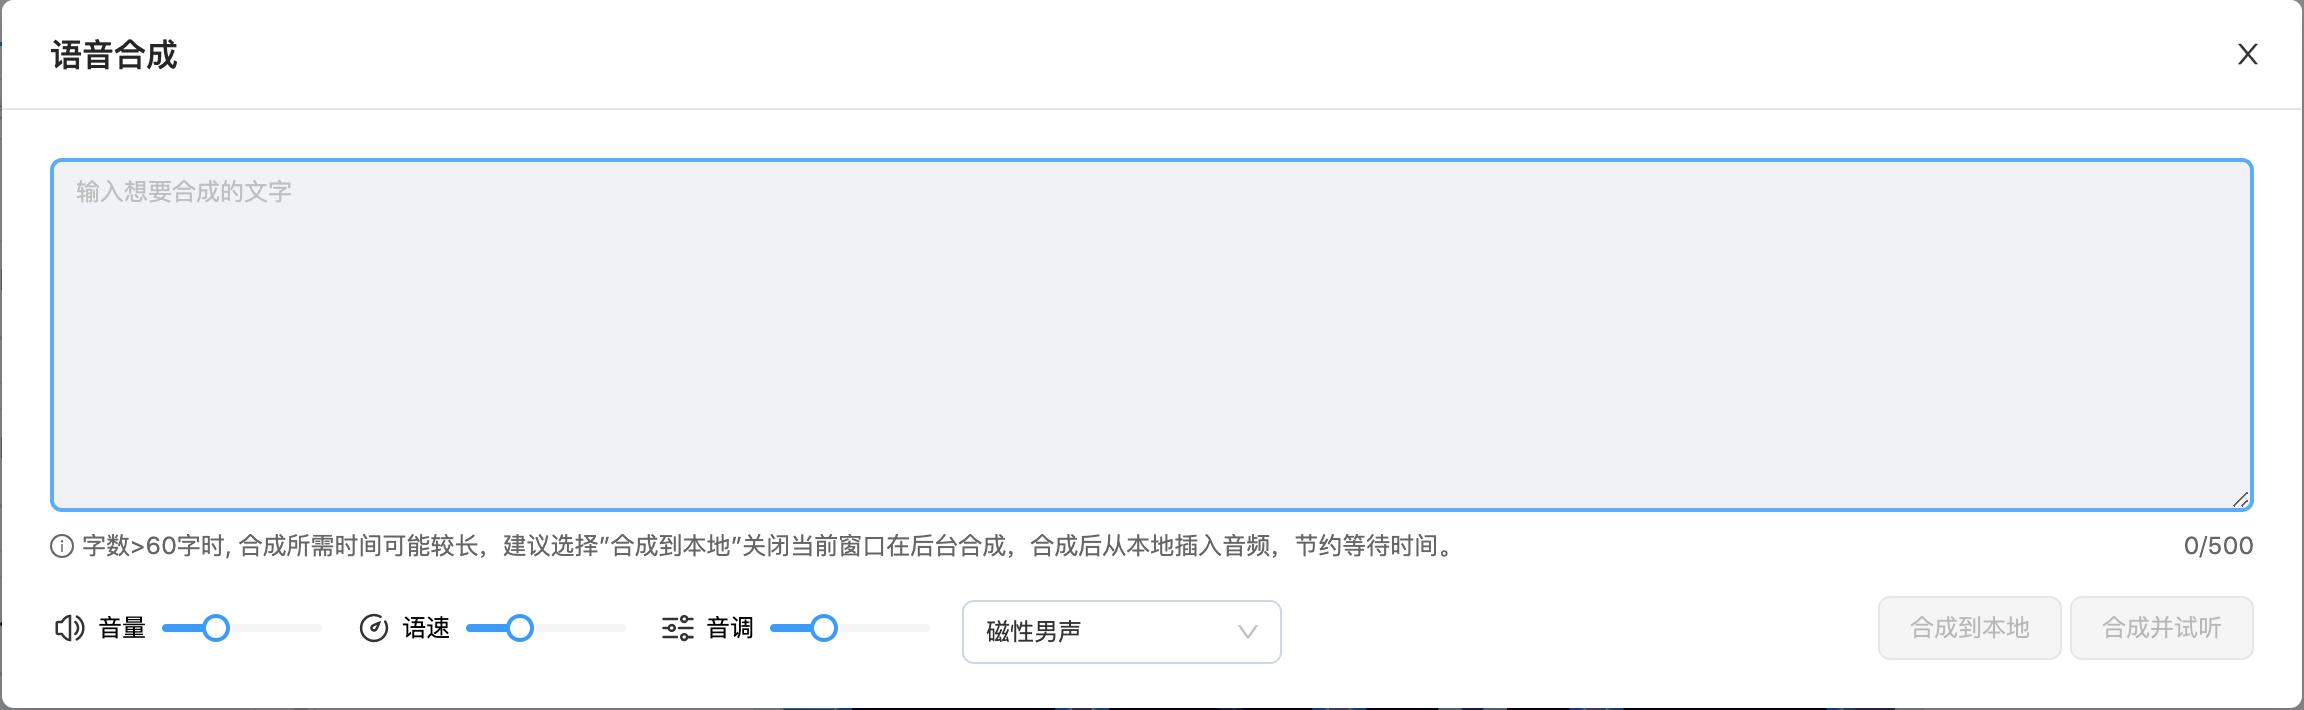 语音合成
输入想要合成的文字
字数>60字时, 合成所需时间可能较长，建议选择"合成到本地"关闭当前窗口在后台合成，合成后从本地插入音频，节约等待时间。
0/500
音量
语速
音调
磁性男声
合成到本地
合成并试听